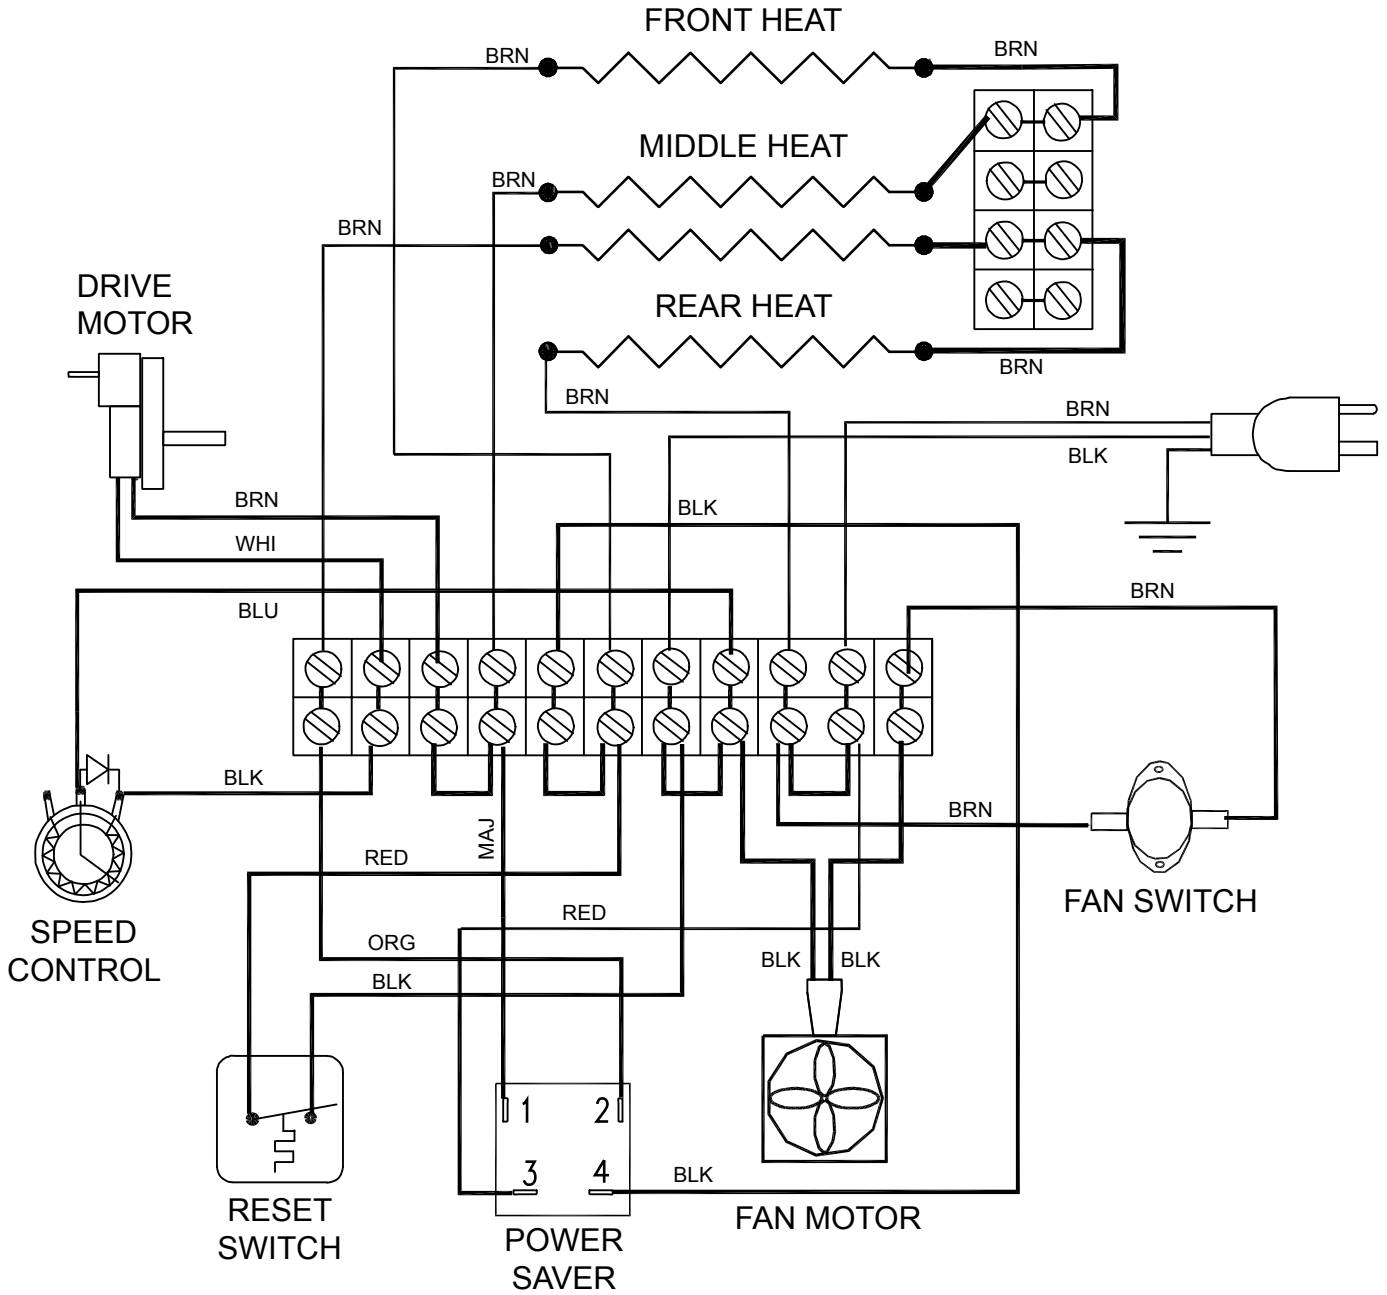 FRONT HEAT
BRN
BRN
MIDDLE HEAT
BRN
BRN
REAR HEAT
BRN
BRN
DRIVE
MOTOR
BRN
BLK
BRN
WHI
BLK
BLU
BRN
BLK
MAJ
BRN
RED
SPEED
CONTROL
RED
ORG
BLK
BLK
BLK
FAN SWITCH
1
2
3
4
BLK
RESET
SWITCH
POWER
SAVER
FAN MOTOR